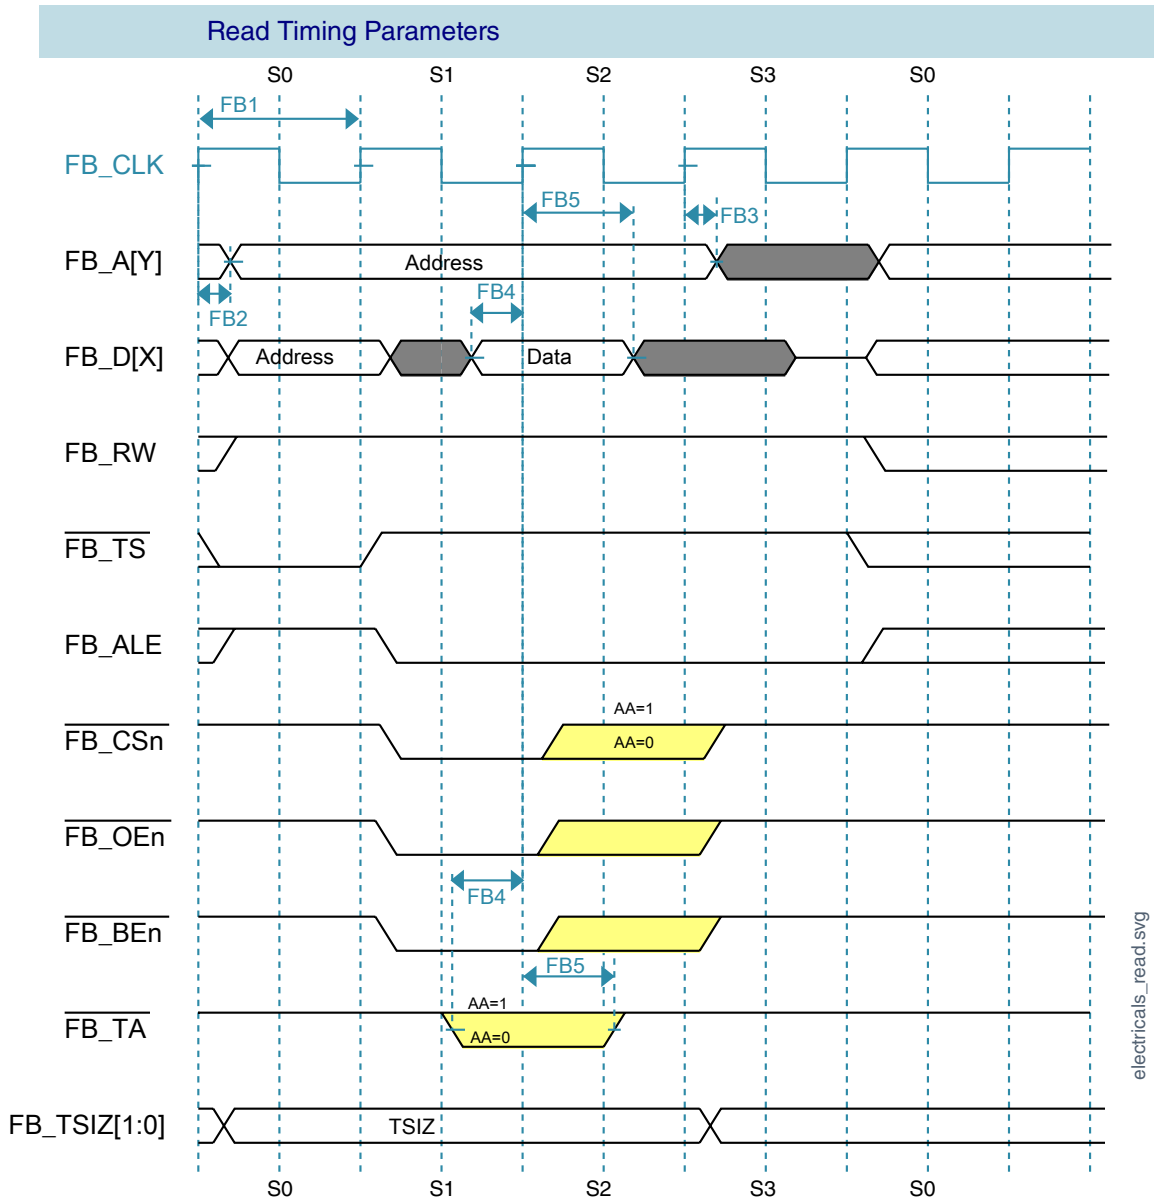 Read Timing Parameters
S0 S1 S2 S3 S0
FB1
FB_CLK
FB5
FB3
FB_A[Y]
Address
FB2
FB4
FB_D[X]
Address
Data
FB_RW
FB_TS
FB_ALE
AA=1
FB_CSn
AA=0
FB_OEn
FB4
FB_BEn
FB5
AA=1
FB_TA
AA=0
FB_TSIZ[1:0]
TSIZ
S0 S1 S2 S3 S0
electricals_read.svg